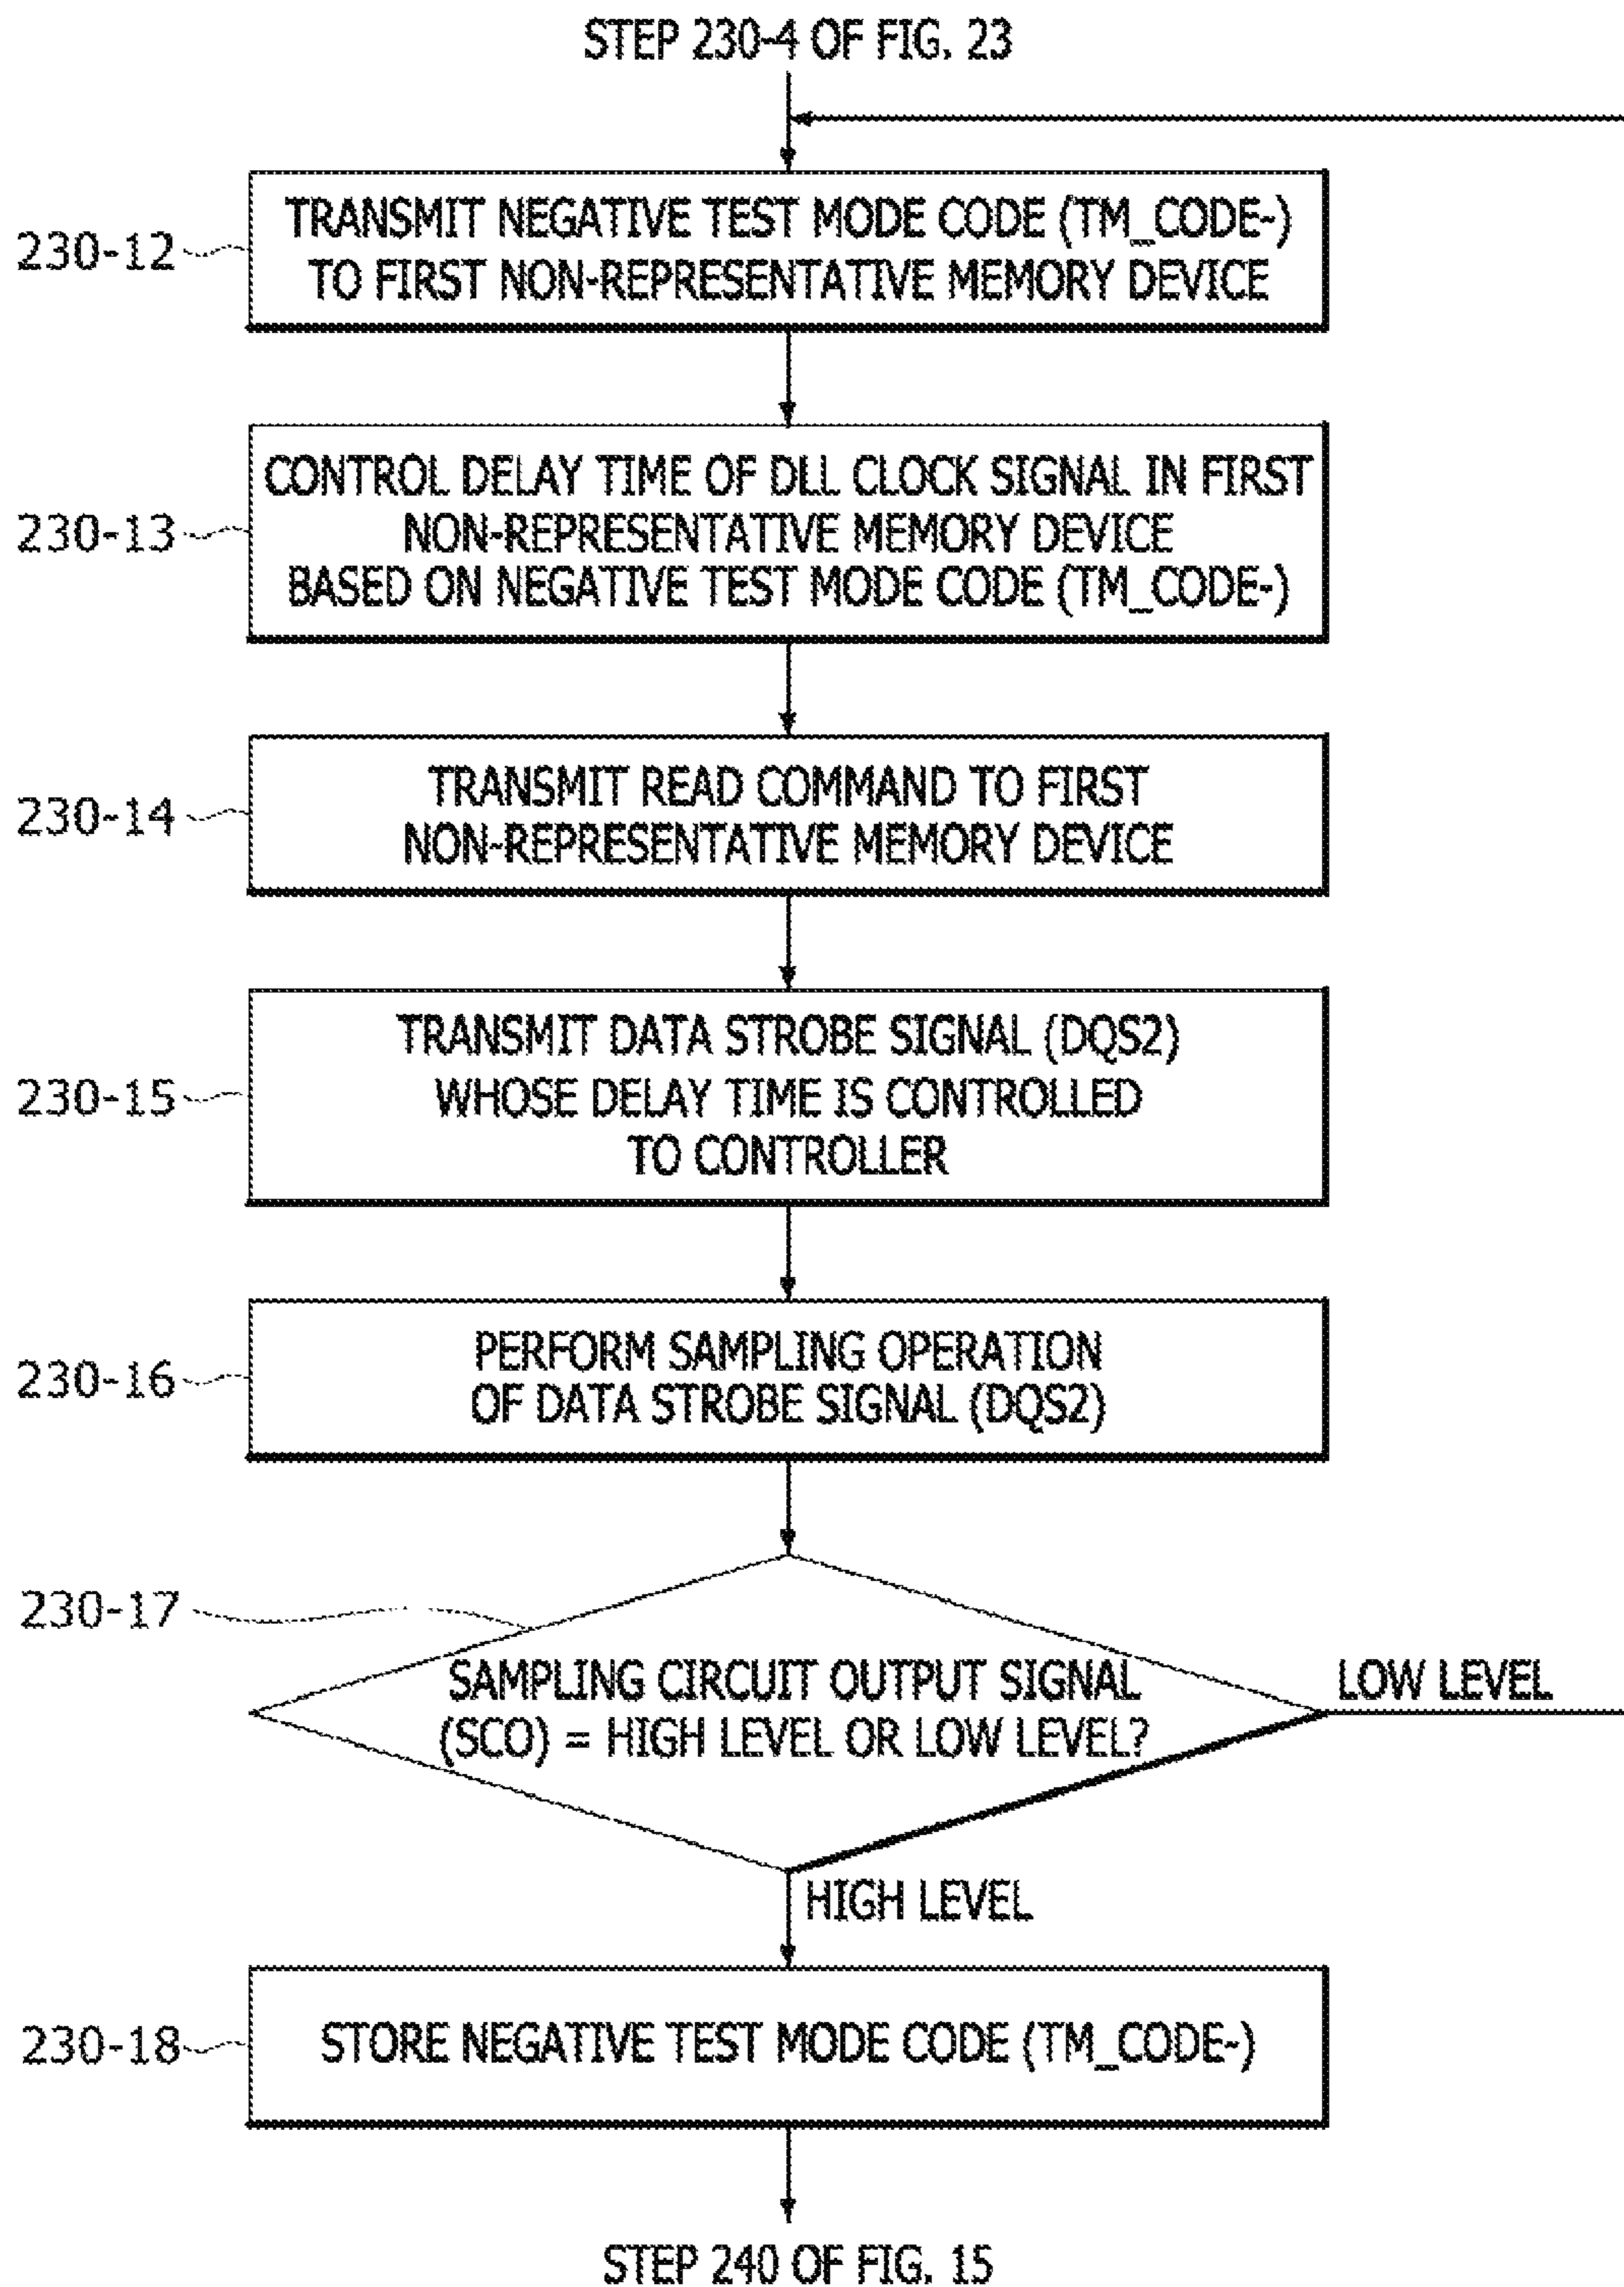 STEP 230-4 OF FIG. 23
230-12
TRANSMIT NEGATIVE TEST MODE CODE (TM_CODE-)
TO FIRST NON-REPRESENTATIVE MEMORY DEVICE
230-13
CONTROL DELAY TIME OF DLL CLOCK SIGNAL IN FIRST
NON-REPRESENTATIVE MEMORY DEVICE
BASED ON NEGATIVE TEST MODE CODE (TM_CODE-)
230-14
TRANSMIT READ COMMAND TO FIRST
NON-REPRESENTATIVE MEMORY DEVICE
230-15
TRANSMIT DATA STROBE SIGNAL (DQS2)
WHOSE DELAY TIME IS CONTROLLED
TO CONTROLLER
230-16
PERFORM SAMPLING OPERATION
OF DATA STROBE SIGNAL (DQS2)
230-17
SAMPLING CIRCUIT OUTPUT SIGNAL
(SCO) = HIGH LEVEL OR LOW LEVEL?
LOW LEVEL
HIGH LEVEL
230-18
STORE NEGATIVE TEST MODE CODE (TM_CODE-)
STEP 240 OF FIG. 15